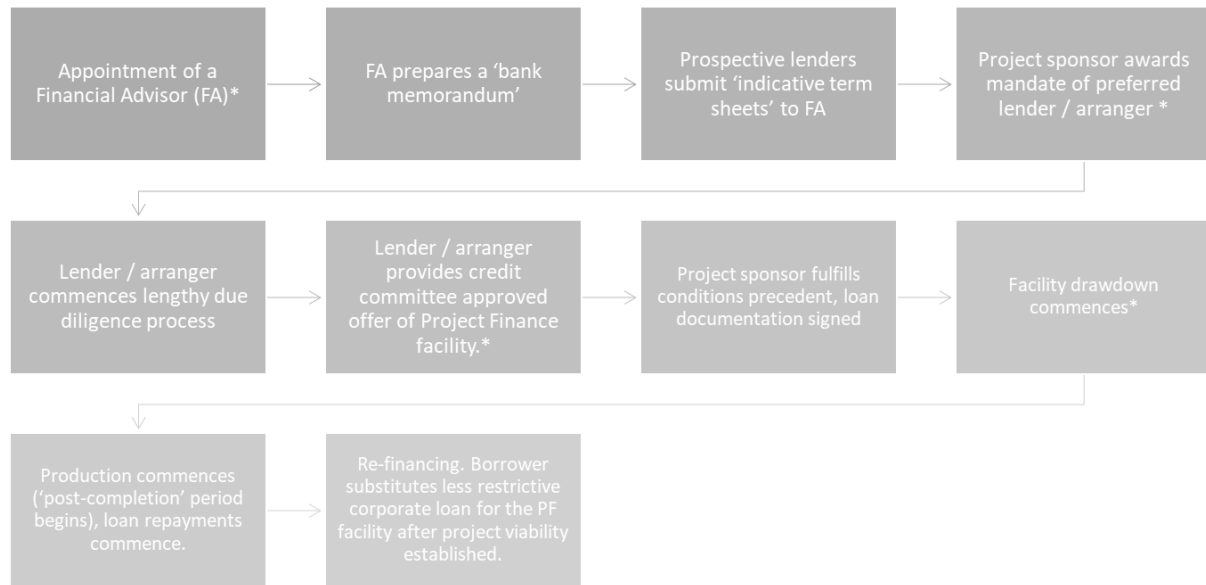 Appointment of a
Financial Advisor (FA)*
FA prepares a ‘bank
memorandum’
Prospective lenders
submit ‘indicative term
sheets’ to FA
Project sponsor awards
mandate of preferred
lender / arranger *
Lender / arranger
commences lengthy due
diligence process
Lender / arranger
provides credit
committee approved
offer of Project Finance
facility.*
Project sponsor fulfills
conditions precedent, loan
documentation signed
Facility drawdown
commences*
Production commences
(‘post-completion’ period
begins), loan repayments
commence.
Re-financing. Borrower
substitutes less restrictive
corporate loan for the PF
facility after project viability
established.